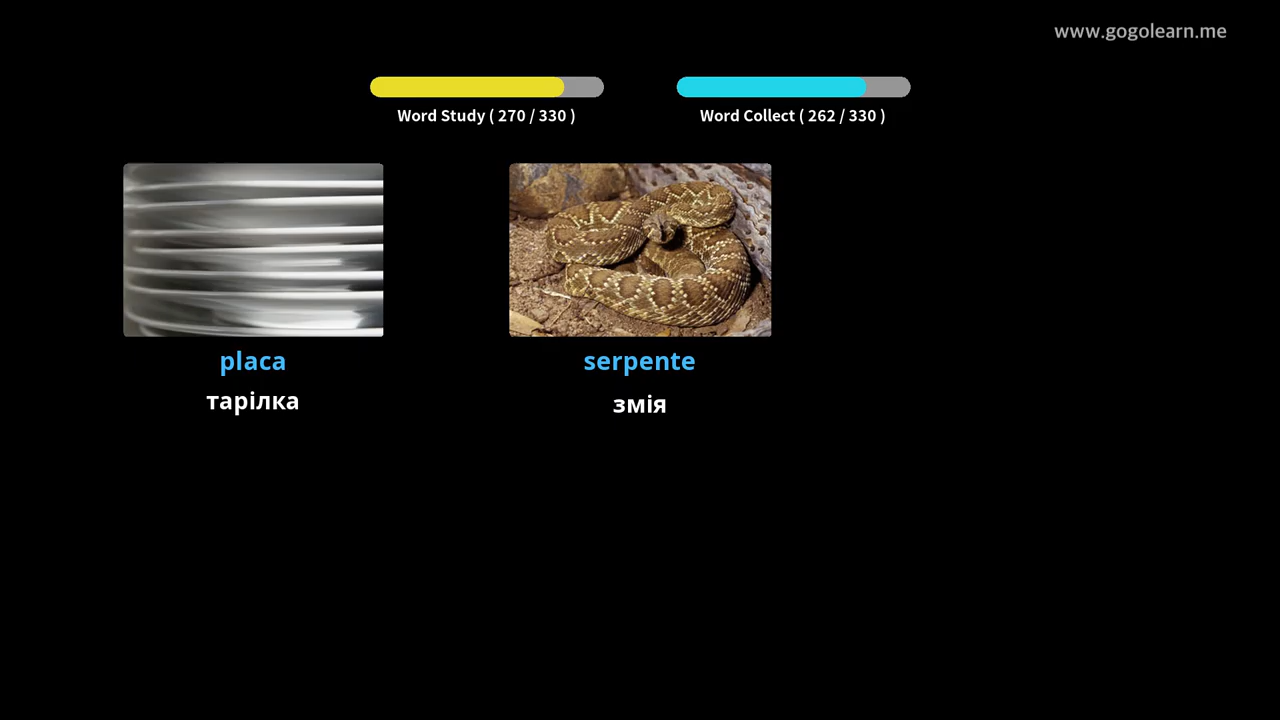 www.gogolearn.me
Word Study ( 270 / 330 )
Word Collect ( 262 / 330 )
placa
serpente
тарілка
змія